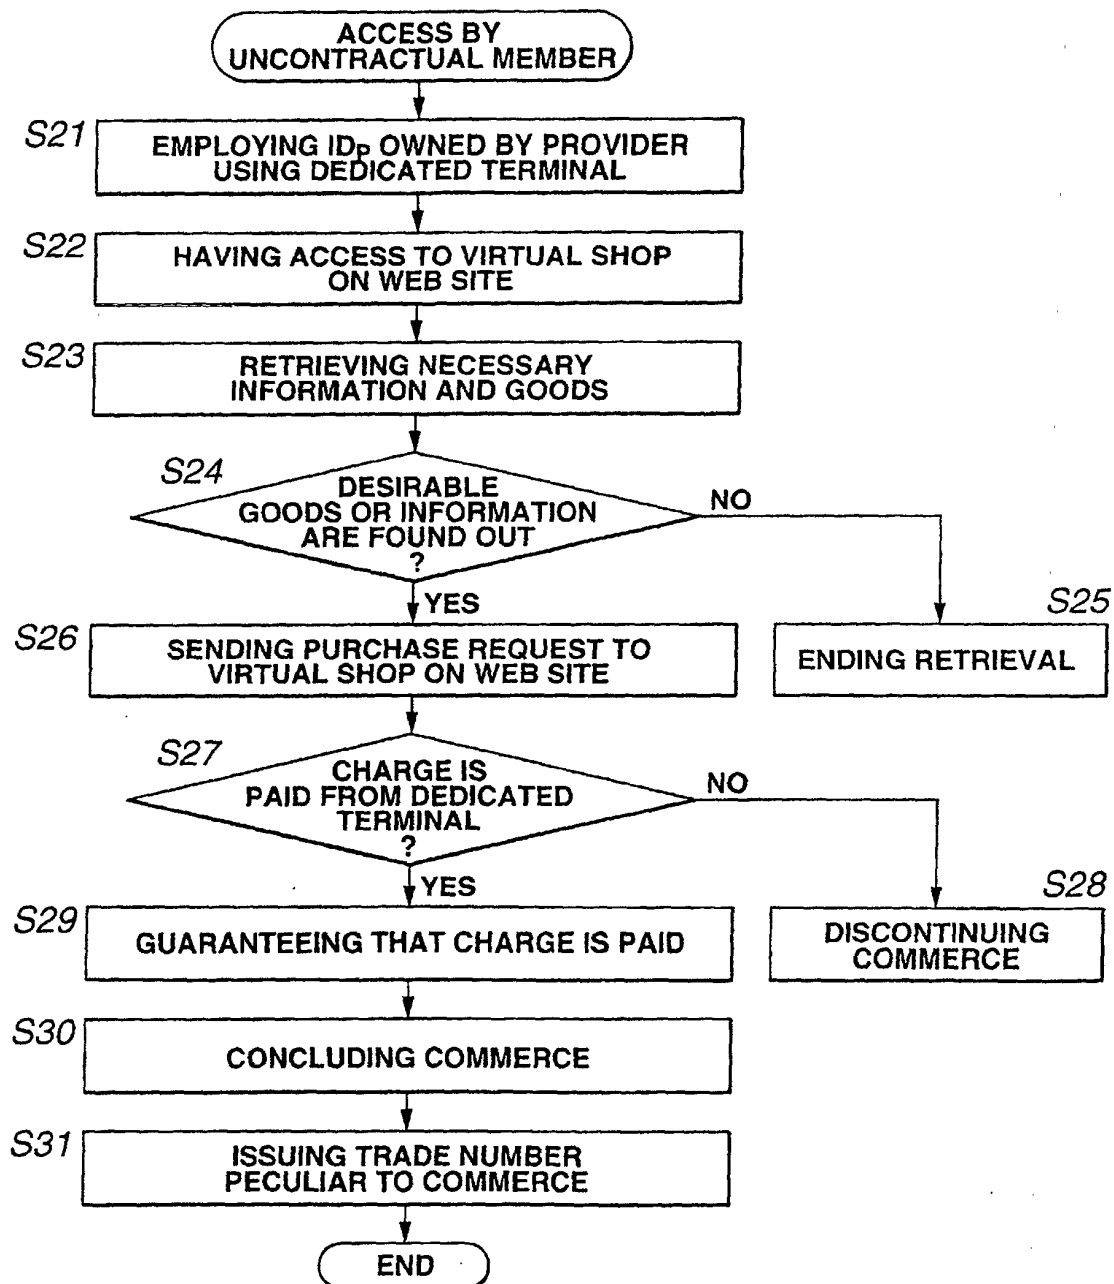 ACCESS BY
UNCONTRACTUAL MEMBER
S21
EMPLOYING IDP OWNED BY PROVIDER
USING DEDICATED TERMINAL
S22
HAVING ACCESS TO VIRTUAL SHOP
ON WEB SITE
S23
RETRIEVING NECESSARY
INFORMATION AND GOODS
S24
DESIRABLE
GOODS OR INFORMATION
ARE FOUND OUT
?
NO
YES
S25
ENDING RETRIEVAL
S26
SENDING PURCHASE REQUEST TO
VIRTUAL SHOP ON WEB SITE
S27
CHARGE IS
PAID FROM DEDICATED
TERMINAL
?
NO
YES
S28
DISCONTINUING
COMMERCE
S29
GUARANTEEING THAT CHARGE IS PAID
S30
CONCLUDING COMMERCE
S31
ISSUING TRADE NUMBER
PECULIAR TO COMMERCE
END